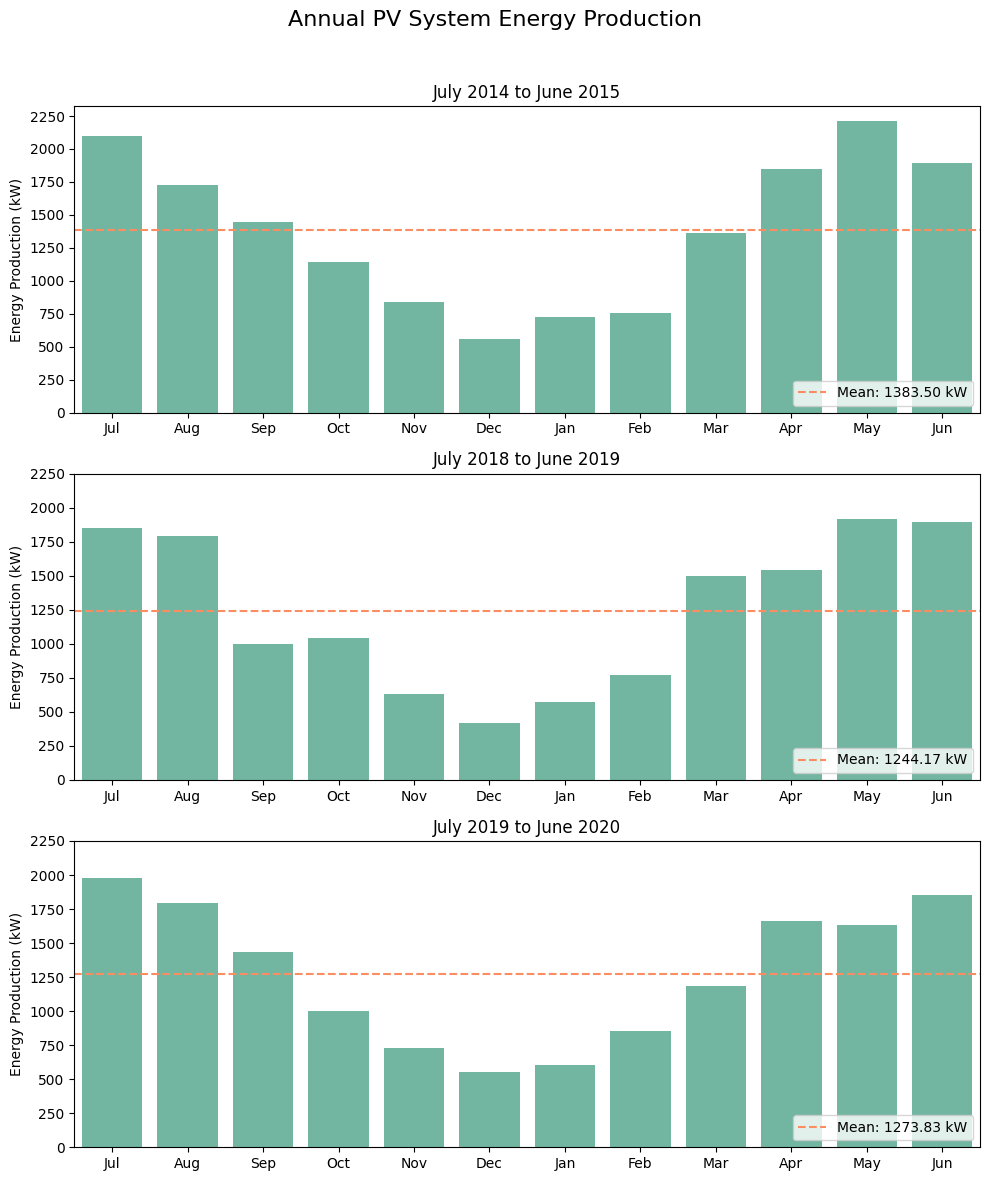 Annual PV System Energy Production
July 2014 to June 2015
Energy Production (kW)
2250
2000
1750
1500
1250
1000
750
500
250
0
Mean: 1383.50 kW
Jul Aug Sep Oct Nov Dec Jan Feb Mar Apr May Jun
July 2018 to June 2019
Energy Production (kW)
2250
2000
1750
1500
1250
1000
750
500
250
0
Mean: 1244.17 kW
Jul Aug Sep Oct Nov Dec Jan Feb Mar Apr May Jun
July 2019 to June 2020
Energy Production (kW)
2250
2000
1750
1500
1250
1000
750
500
250
0
Mean: 1273.83 kW
Jul Aug Sep Oct Nov Dec Jan Feb Mar Apr May Jun